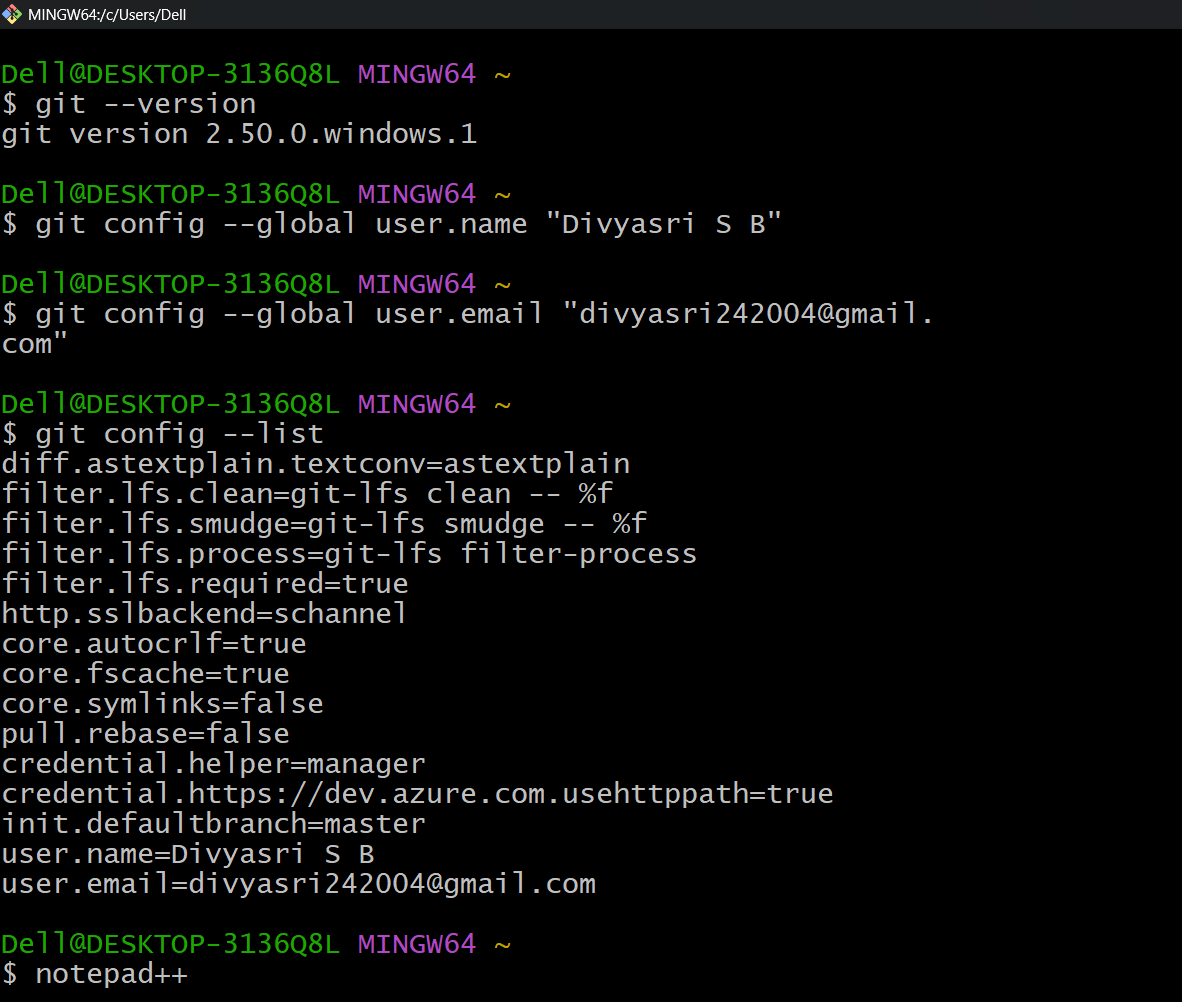 MINGW64:/c/Users/Dell
Dell@DESKTOP-3136Q8L MINGW64 ~
$ git --version
git version 2.50.0.windows.1
Dell@DESKTOP-3136Q8L MINGW64 ~
$ git config --global user.name "Divyasri S B"
Dell@DESKTOP-3136Q8L MINGW64 ~
$ git config --global user.email "divyasri242004@gmail.
com"
Dell@DESKTOP-3136Q8L MINGW64 ~
$ git config --list
diff.astextplain.textconv=astextplain
filter.lfs.clean=git-lfs clean -- %f
filter.lfs.smudge=git-lfs smudge -- %f
filter.lfs.process=git-lfs filter-process
filter.lfs.required=true
http.sslbackend=schannel
core.autocrlf=true
core.fscache=true
core.symlinks=false
pull.rebase=false
credential.helper=manager
credential.https://dev.azure.com.usehttppath=true
init.defaultbranch=master
user.name=Divyasri S B
user.email=divyasri242004@gmail.com
Dell@DESKTOP-3136Q8L MINGW64 ~
$ notepad++